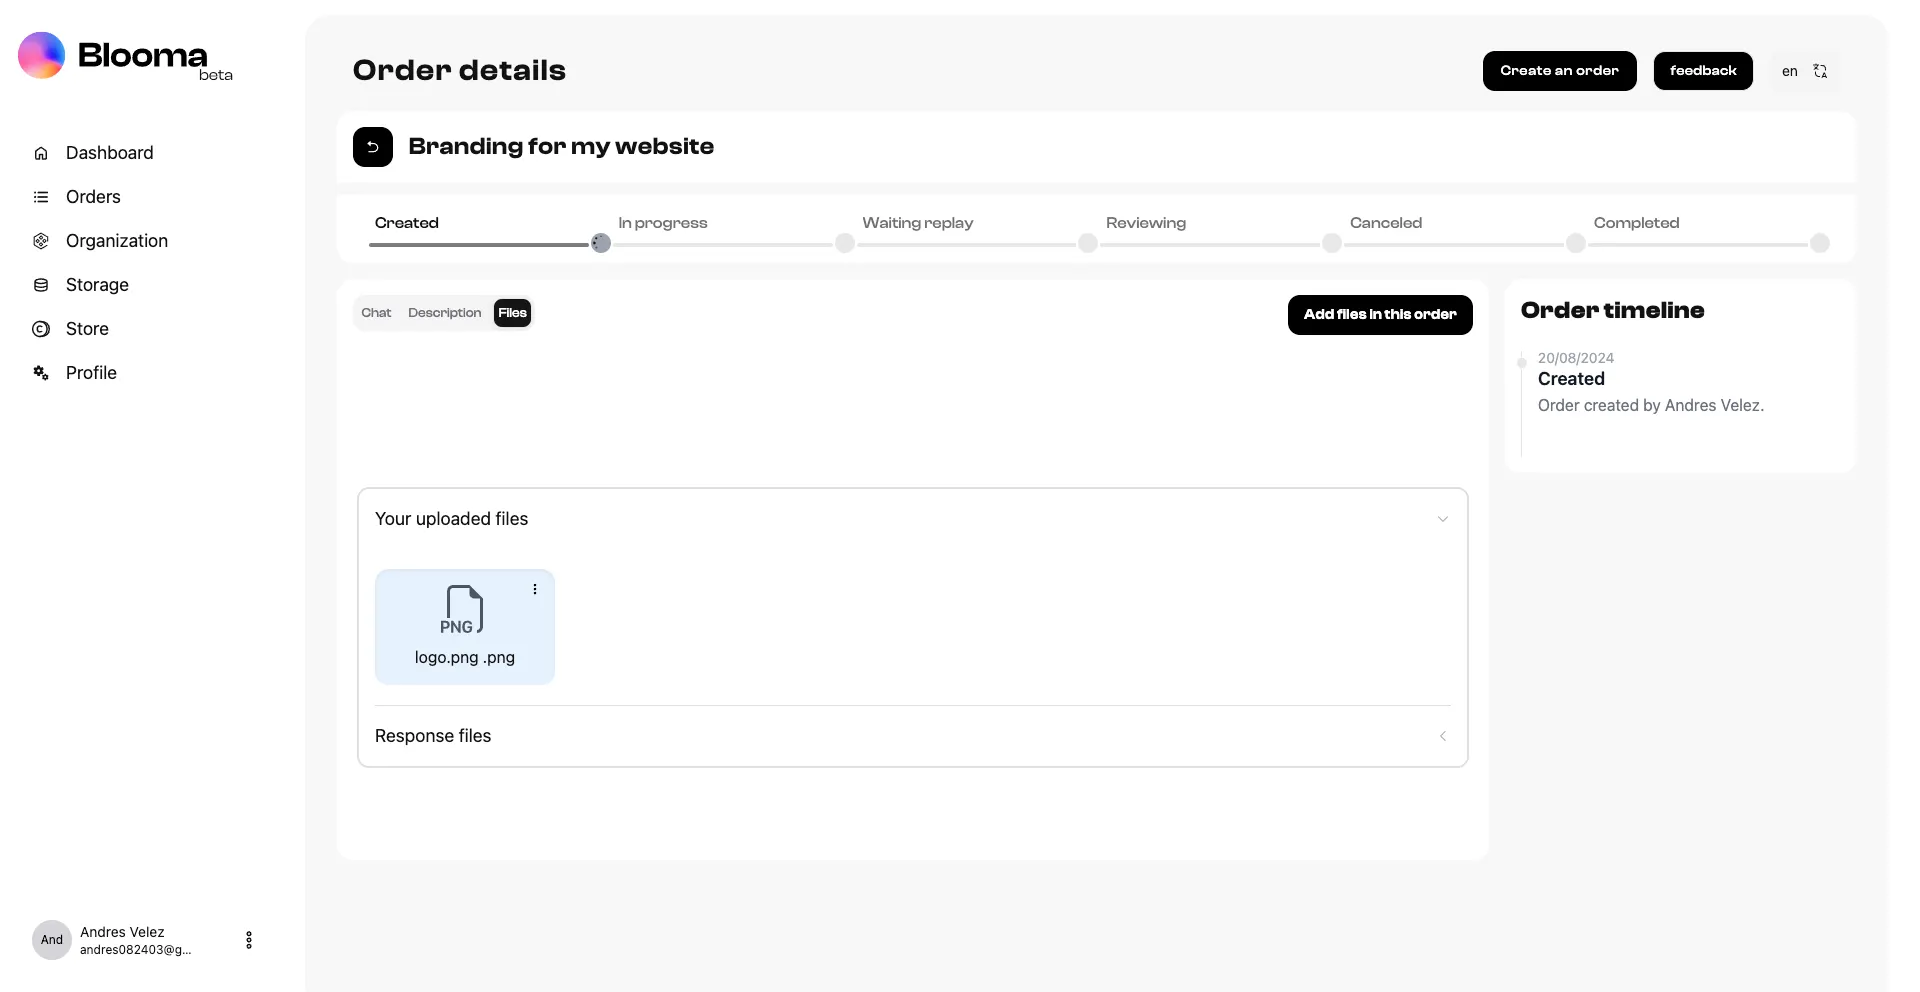 Blooma
beta
Dashboard
Orders
Organization
Storage
Store
Profile
And
Andres Velez
andres082403@g...
Order details
Create an order
feedback
en
Branding for my website
Created
In progress
Waiting replay
Reviewing
Canceled
Completed
Chat
Description
Files
Add files in this order
Your uploaded files
PNG
logo.png .png
Response files
Order timeline
20/08/2024
Created
Order created by Andres Velez.